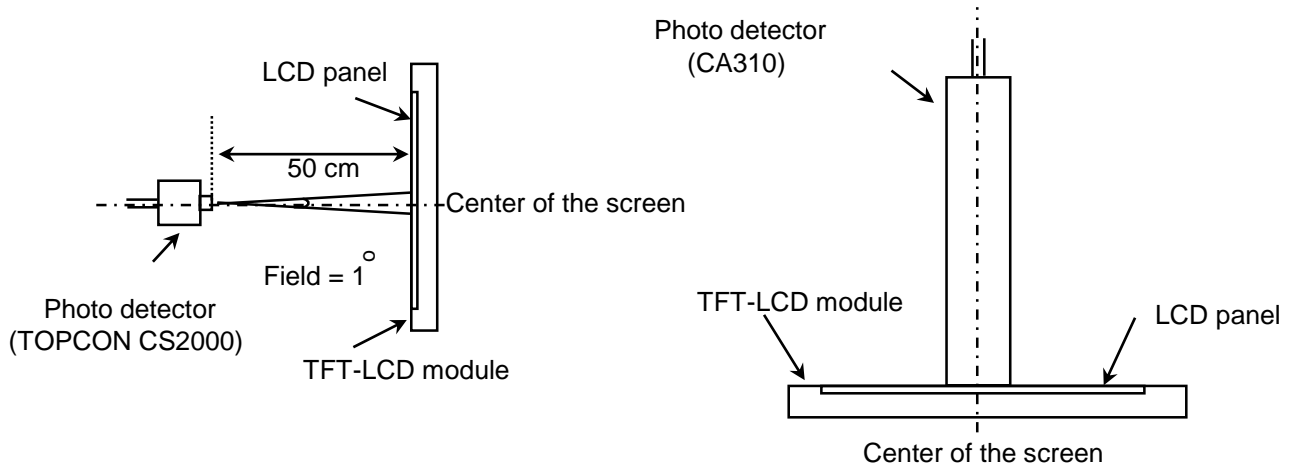 LCD panel
50 cm
Center of the screen
Field = 1°
Photo detector
(TOPCON CS2000)
TFT-LCD module
Photo detector
(CA310)
TFT-LCD module
LCD panel
Center of the screen